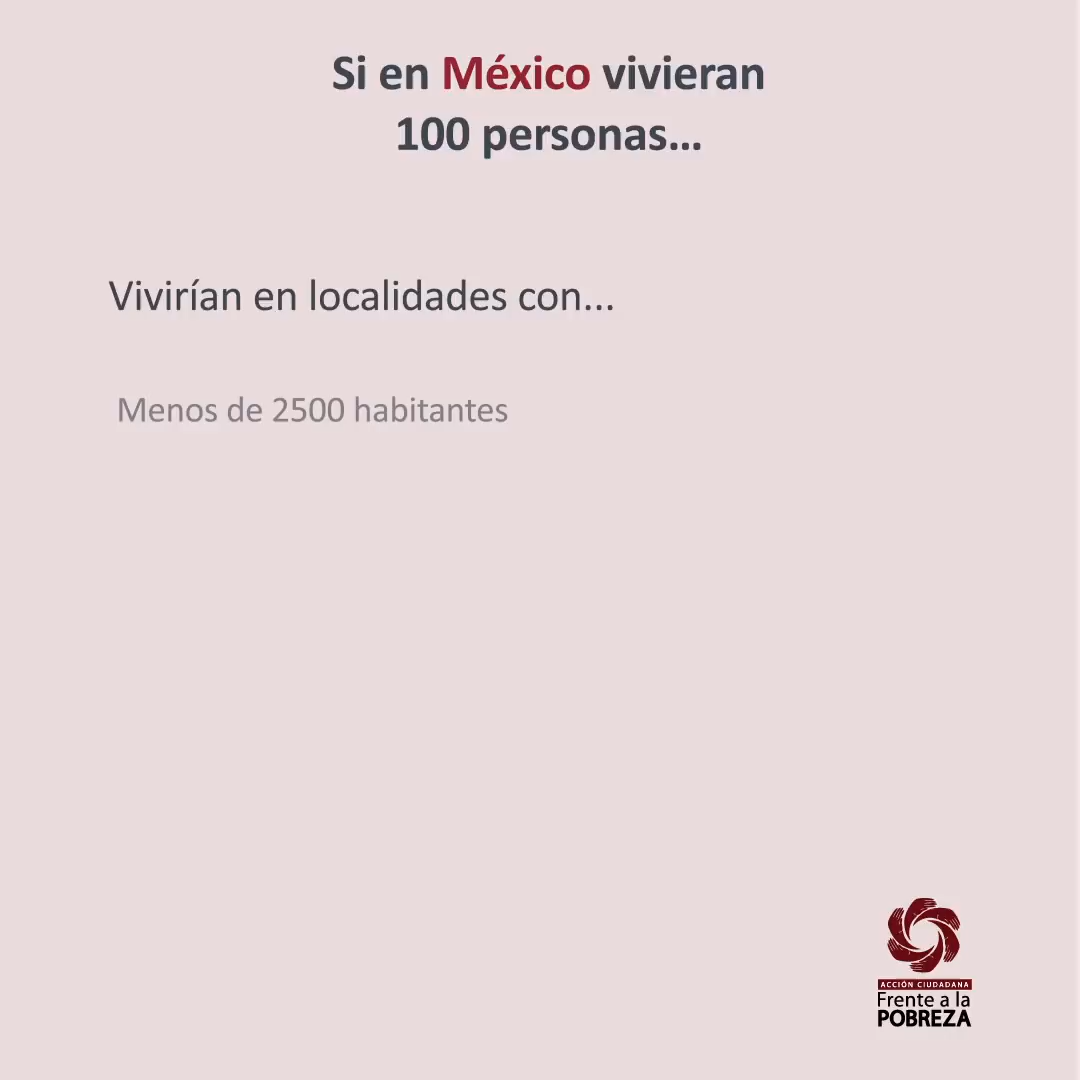 Si en México vivieran
100 personas...
Vivirían en localidades con...
Menos de 2500 habitantes
ACCIÓN CIUDADANA
Frente a la
POBREZA